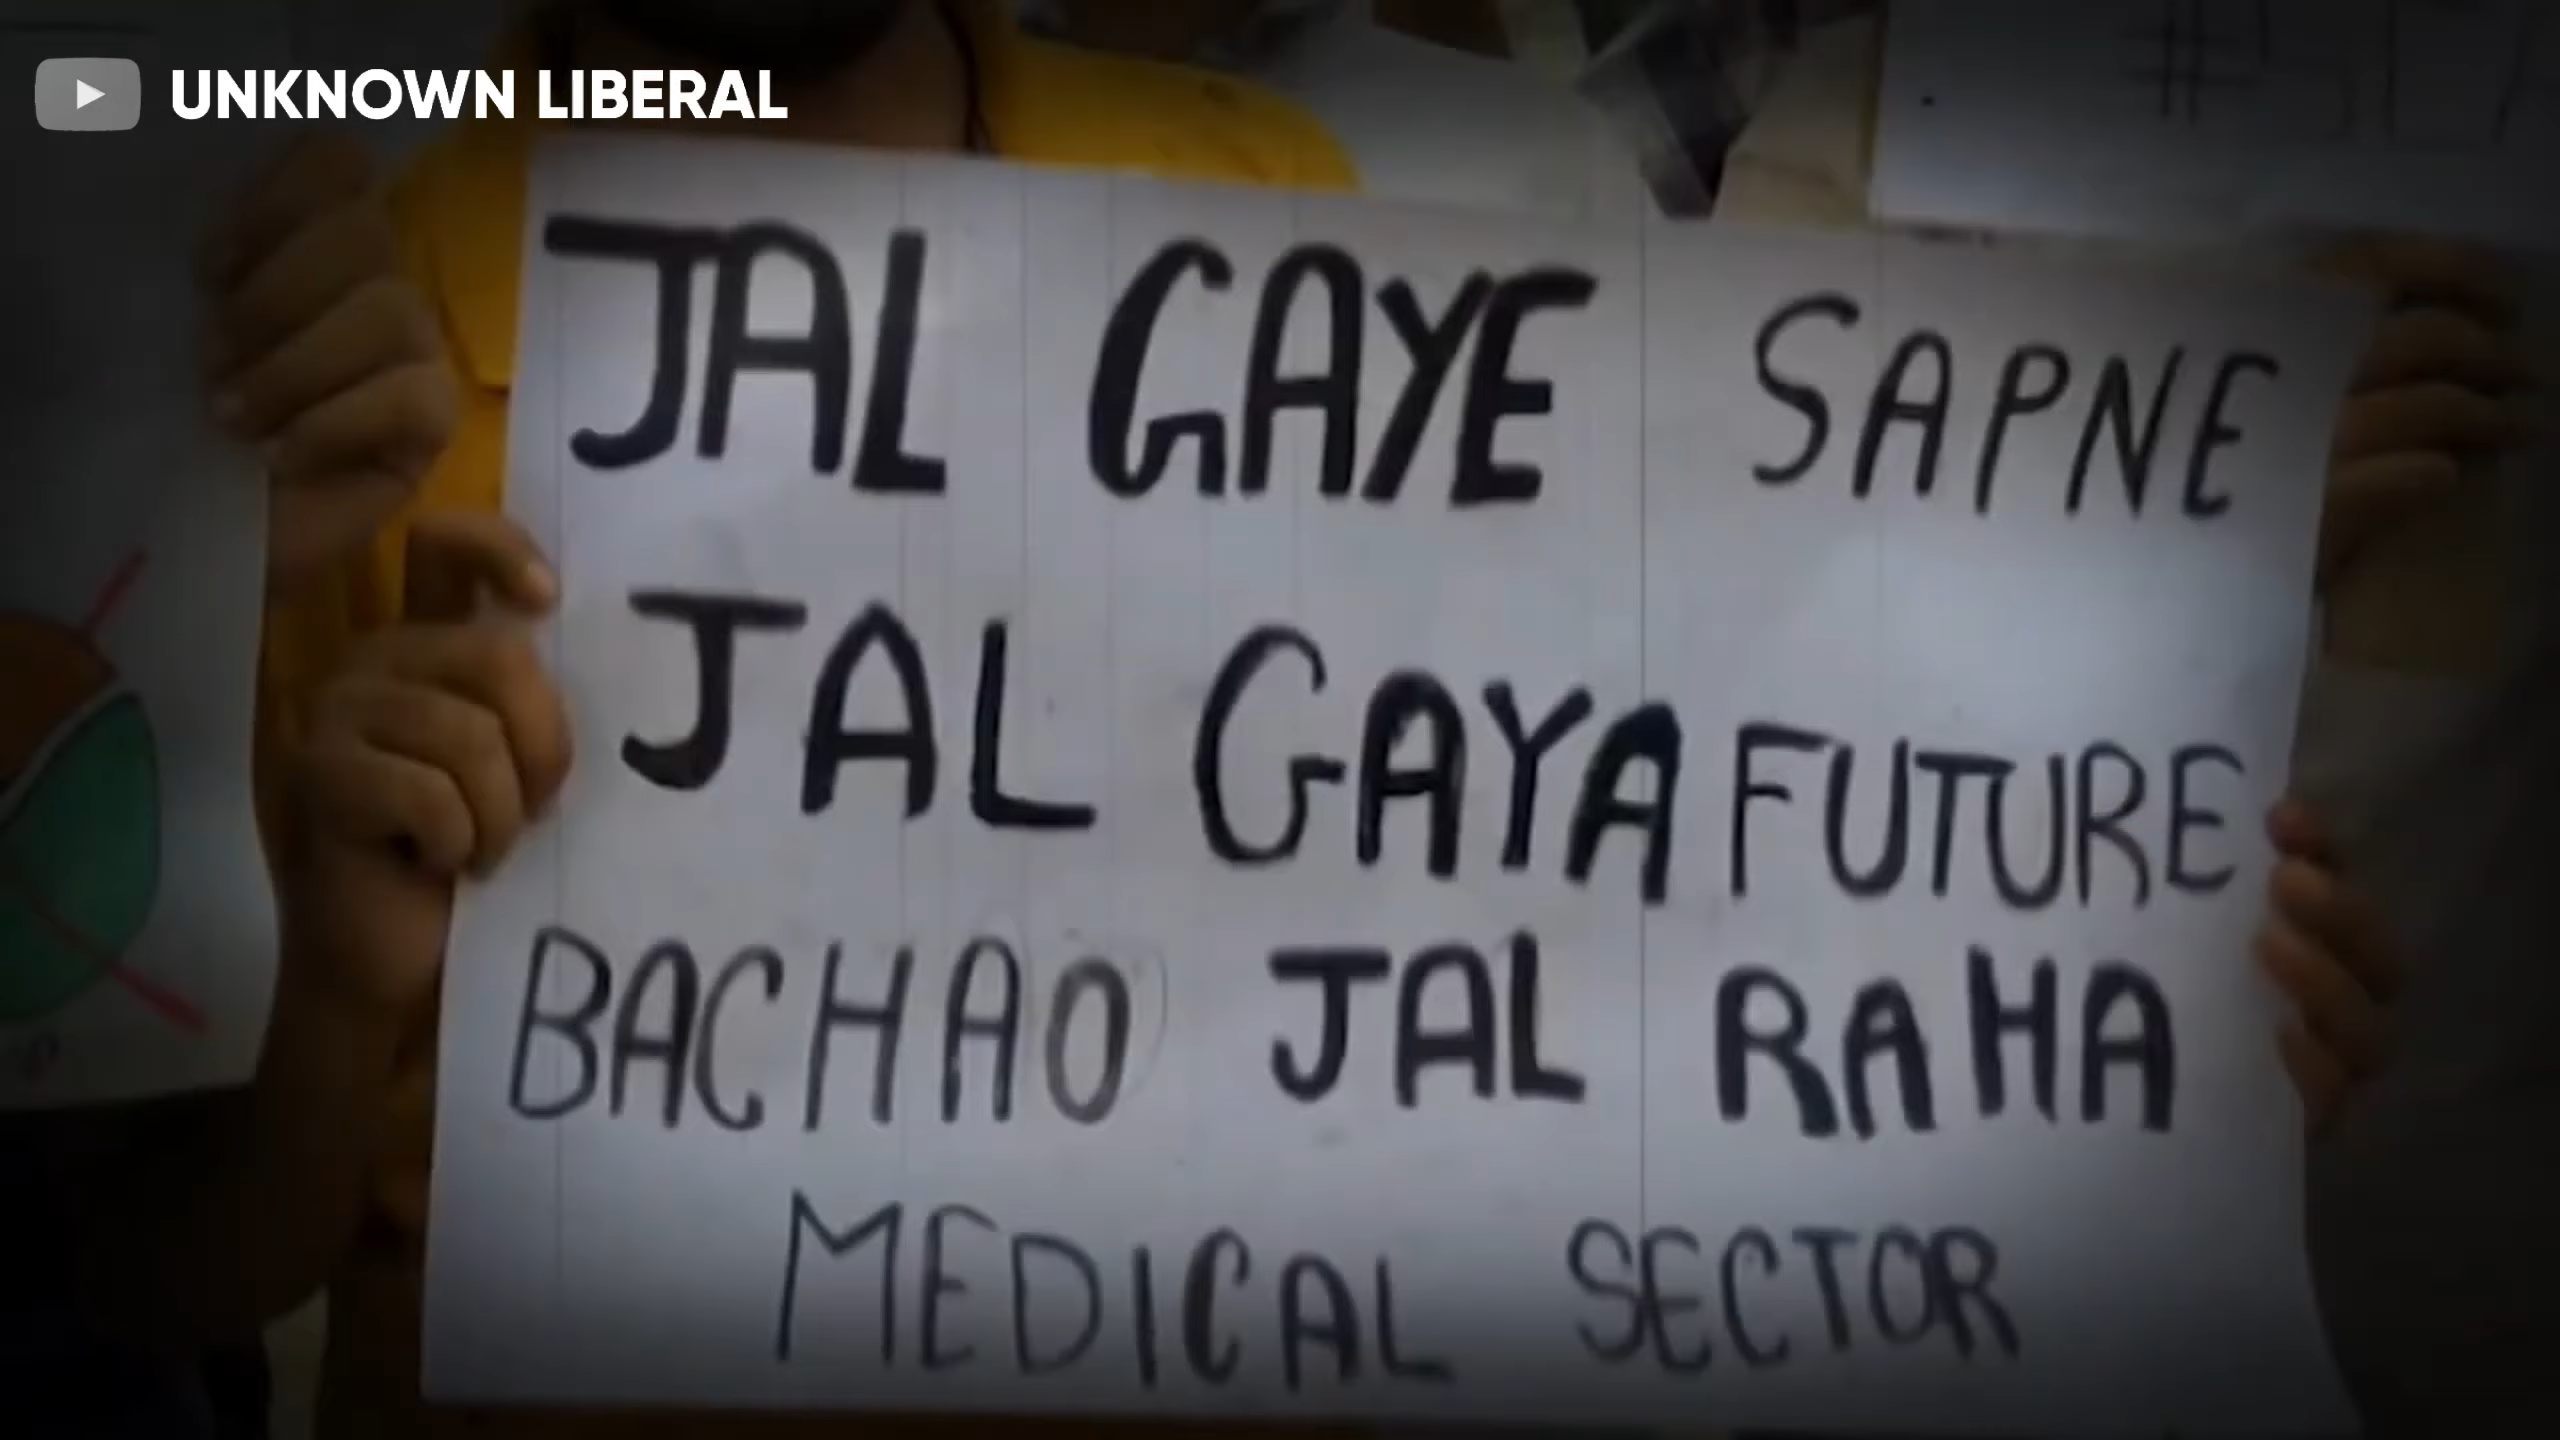 UNKNOWN LIBERAL
JAL GAYE SAPNE
JAL GAYA FUTURE
BACHAO JAL RAHA
MEDICAL SECTOR